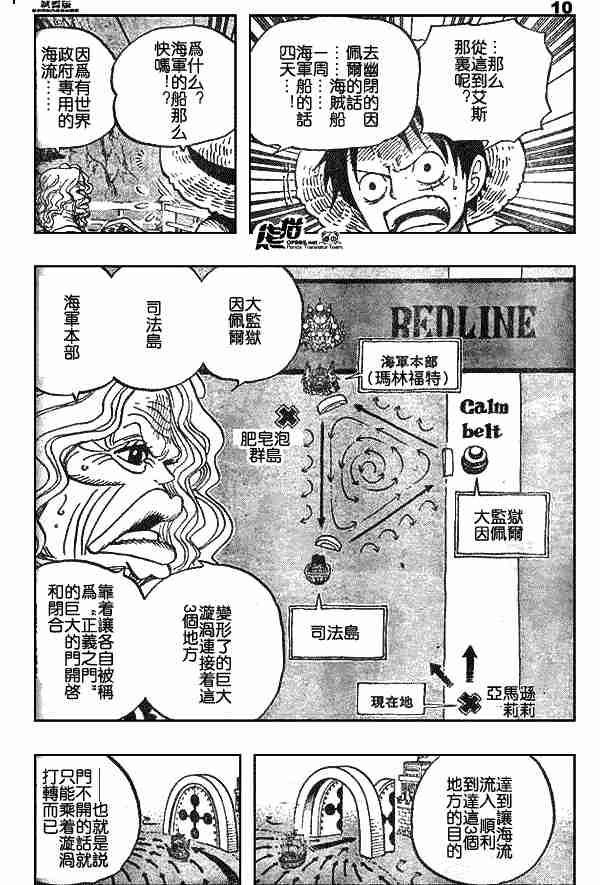 10
…那么
從這到艾斯
那裏呢?
去幽閉的因
佩爾的話
……海賊船
一周……
海軍船的話
四天…!
爲什么?
海軍的船那么
快嗎!?
因爲有世界
政府專用的
海流……
熊猫
Panda Translator Team
大監獄
因佩爾
司法島
海軍本部
REDLINE
海軍本部
(瑪林福特)
Calm
belt
肥皂泡
群島
大監獄
因佩爾
司法島
現在地
亞馬遜
莉莉
變形了的巨大
漩渦連接着這
3個地方
靠着讓各自被稱
爲“正義之門”
的巨大的門開啓
和閉合
達到讓海流
流入 順利
到達這3個
地方的目的
——也就是説
門不開的話就
只能乘着漩渦
打轉而已